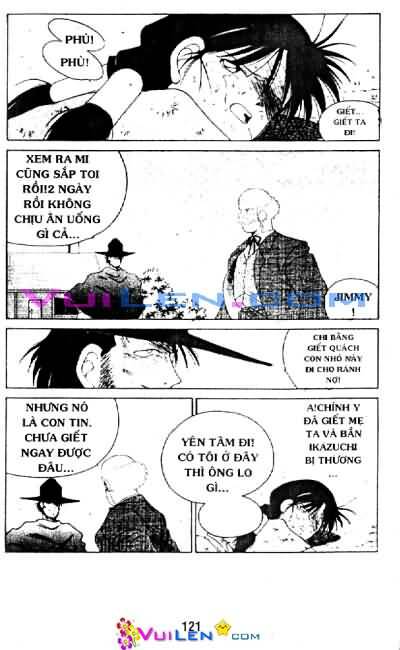 PHÙ!
PHÙ!
GIẾT...
GIẾT TA
ĐI!
XEM RA MI
CŨNG SẮP TOI
RỒI!2 NGÀY
RỒI KHÔNG
CHỊU ĂN UỐNG
GÌ CẢ...
JIMMY
!
VUILEN.COM
CHI BẰNG
GIẾT QUÁCH
CON NHỎ NÀY
ĐI CHO RẢNH
NỢ!
NHƯNG NÓ
LÀ CON TIN.
CHƯA GIẾT
NGAY ĐƯỢC
ĐÂU...
YÊN TÂM ĐI!
CÓ TÔI Ở ĐÂY
THÌ ÔNG LO
GÌ...
A!CHÍNH Y
ĐÃ GIẾT MẸ
TA VÀ BẮN
IKAZUCHI
BỊ THƯƠNG
...
121
VUILEN.COM